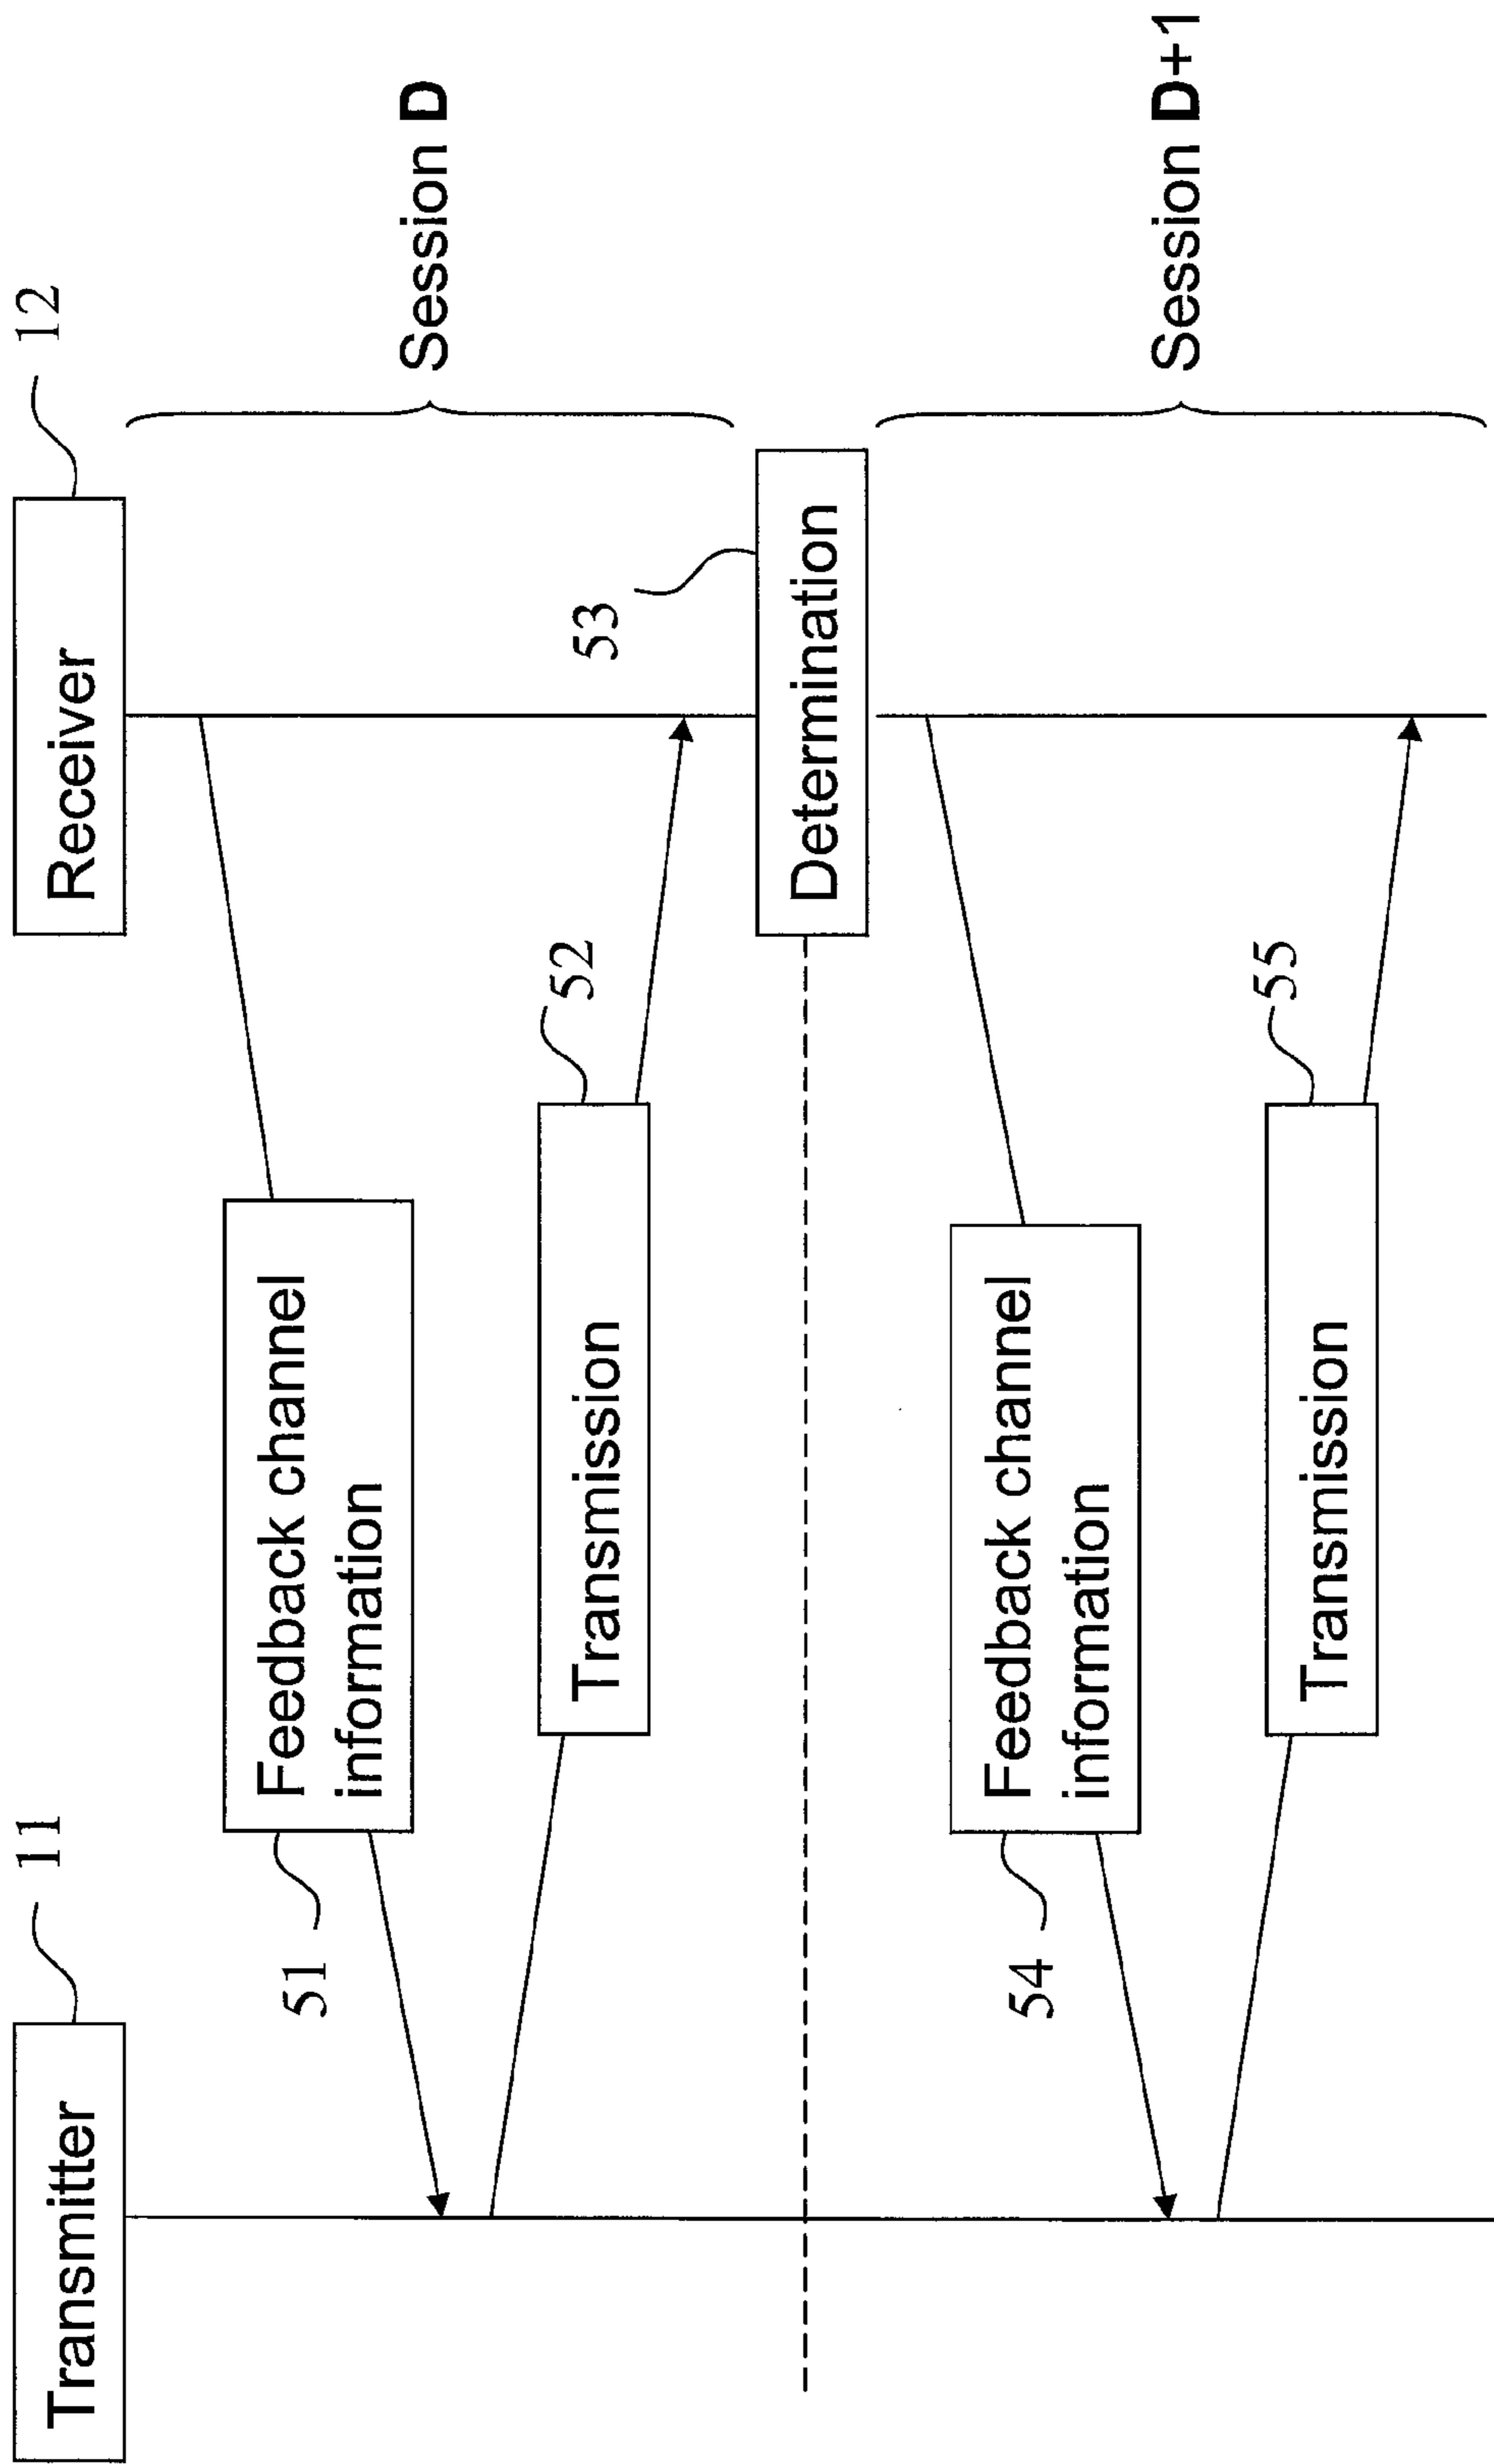 Transmitter
11
Receiver
12
51
Feedback channel
information
Session D
Transmission
52
53
Determination
54
Feedback channel
information
Session D+1
Transmission
55